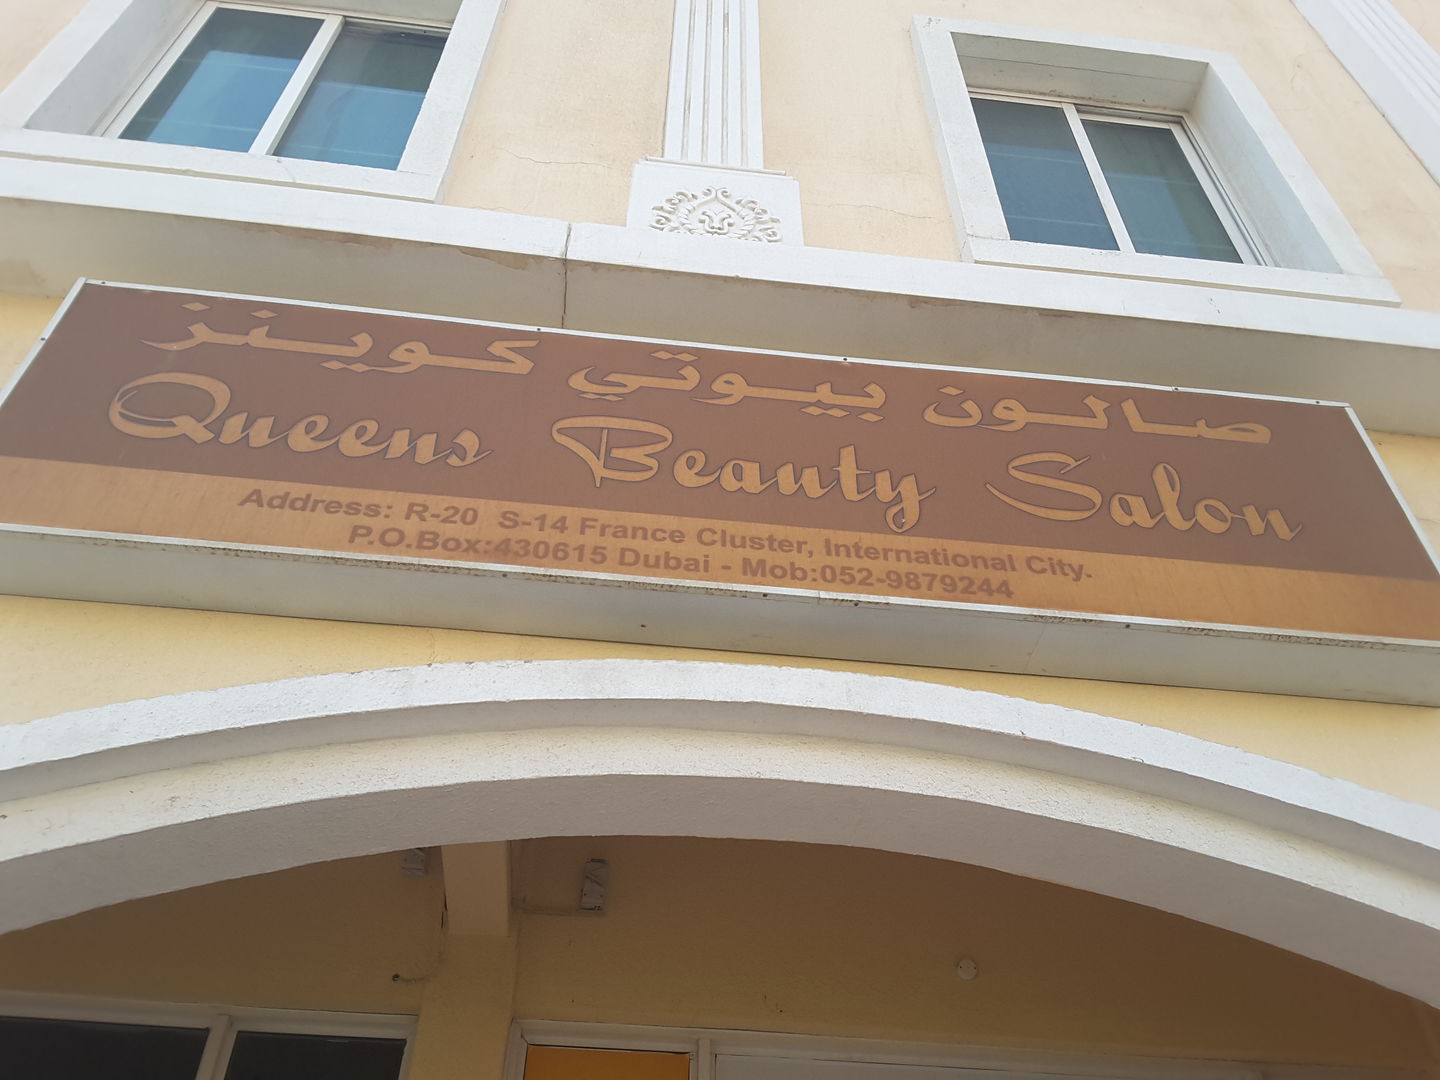 صالون بيوتي كوينز
Queens Beauty Salon
Address: R-20 S-14 France Cluster, International City.
P.O.Box:430615 Dubai - Mob:052-9879244